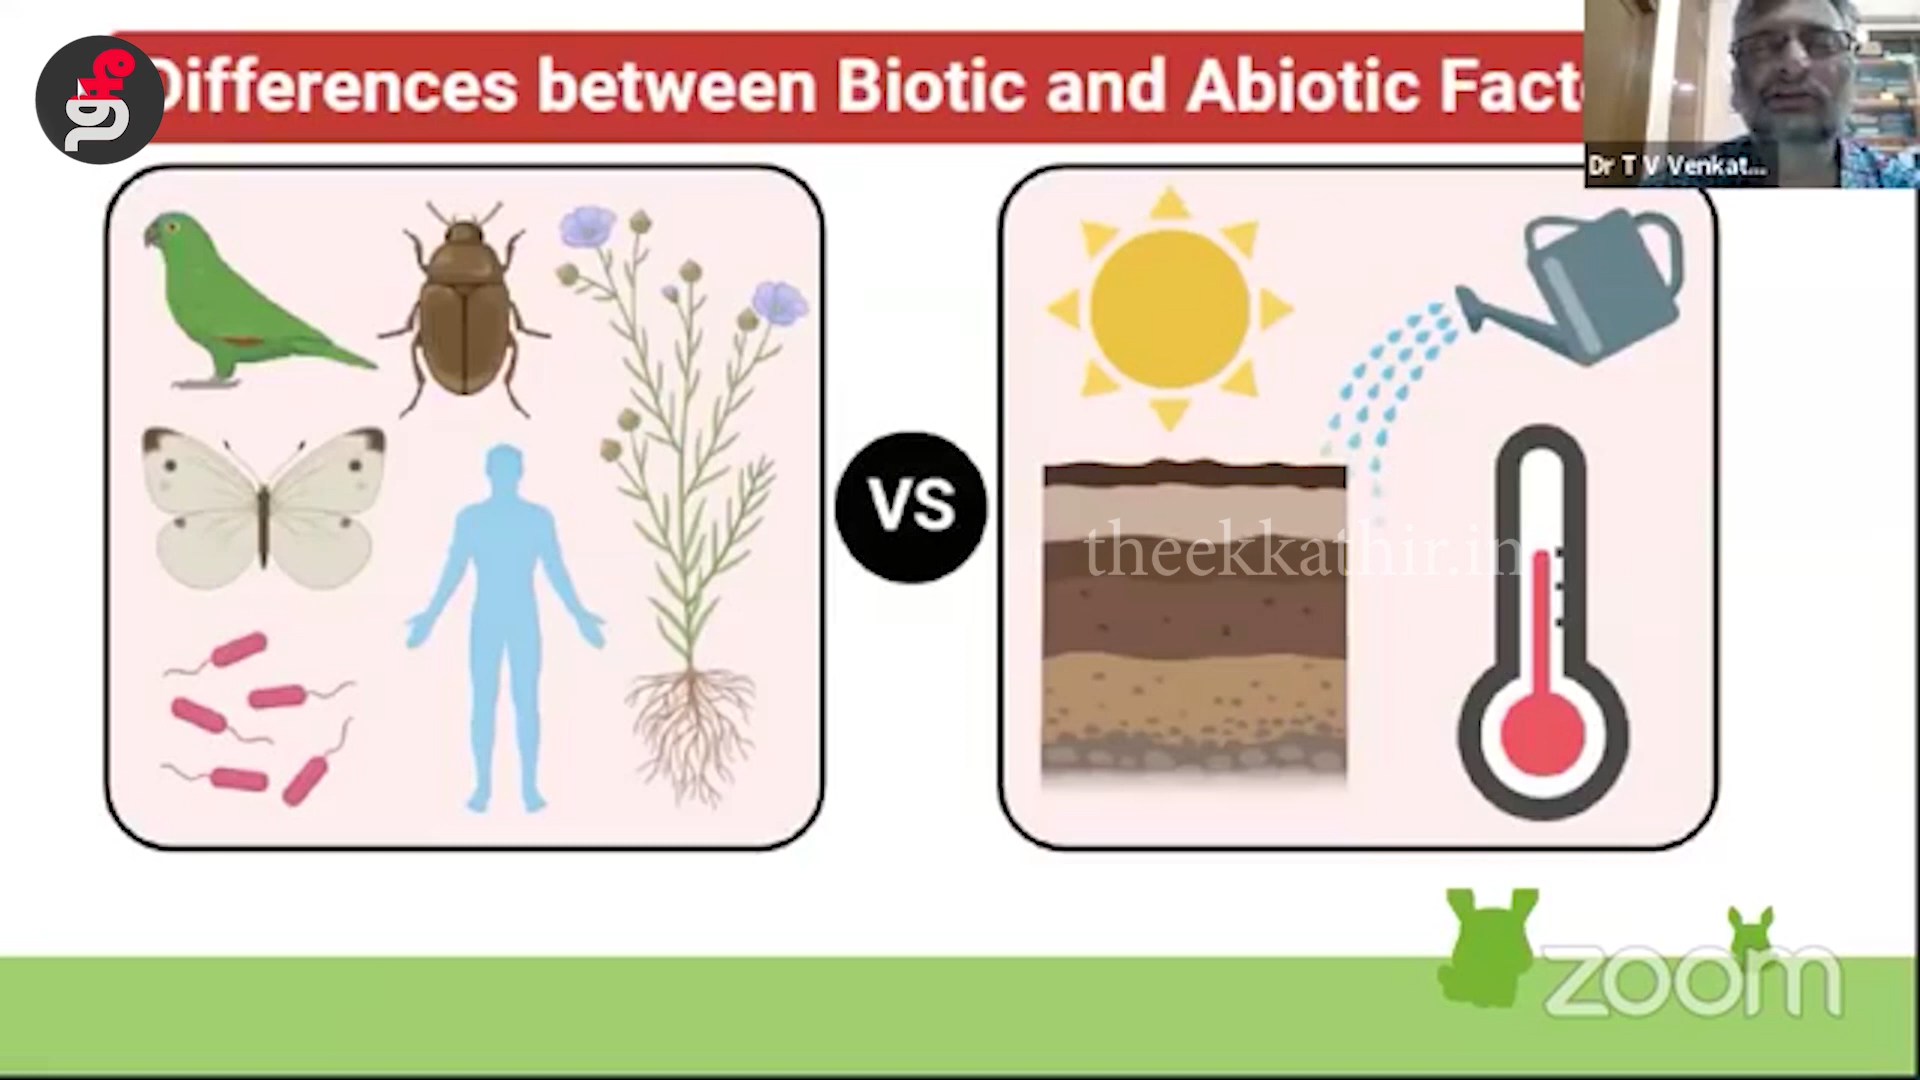 Differences between Biotic and Abiotic Fact
Dr T V Venkat...
VS
theekkathir.in
zoom